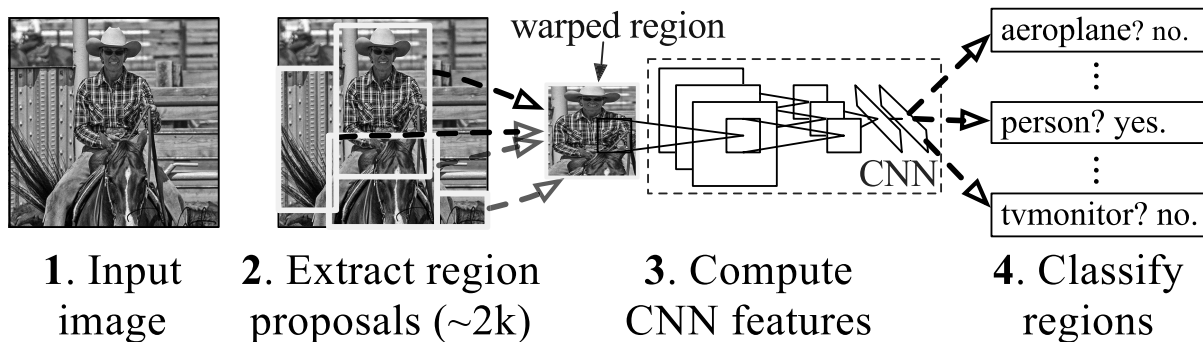 warped region
aeroplane? no.
person? yes.
CNN
tvmonitor? no.
1. Input
image
2. Extract region
proposals (~2k)
3. Compute
CNN features
4. Classify
regions